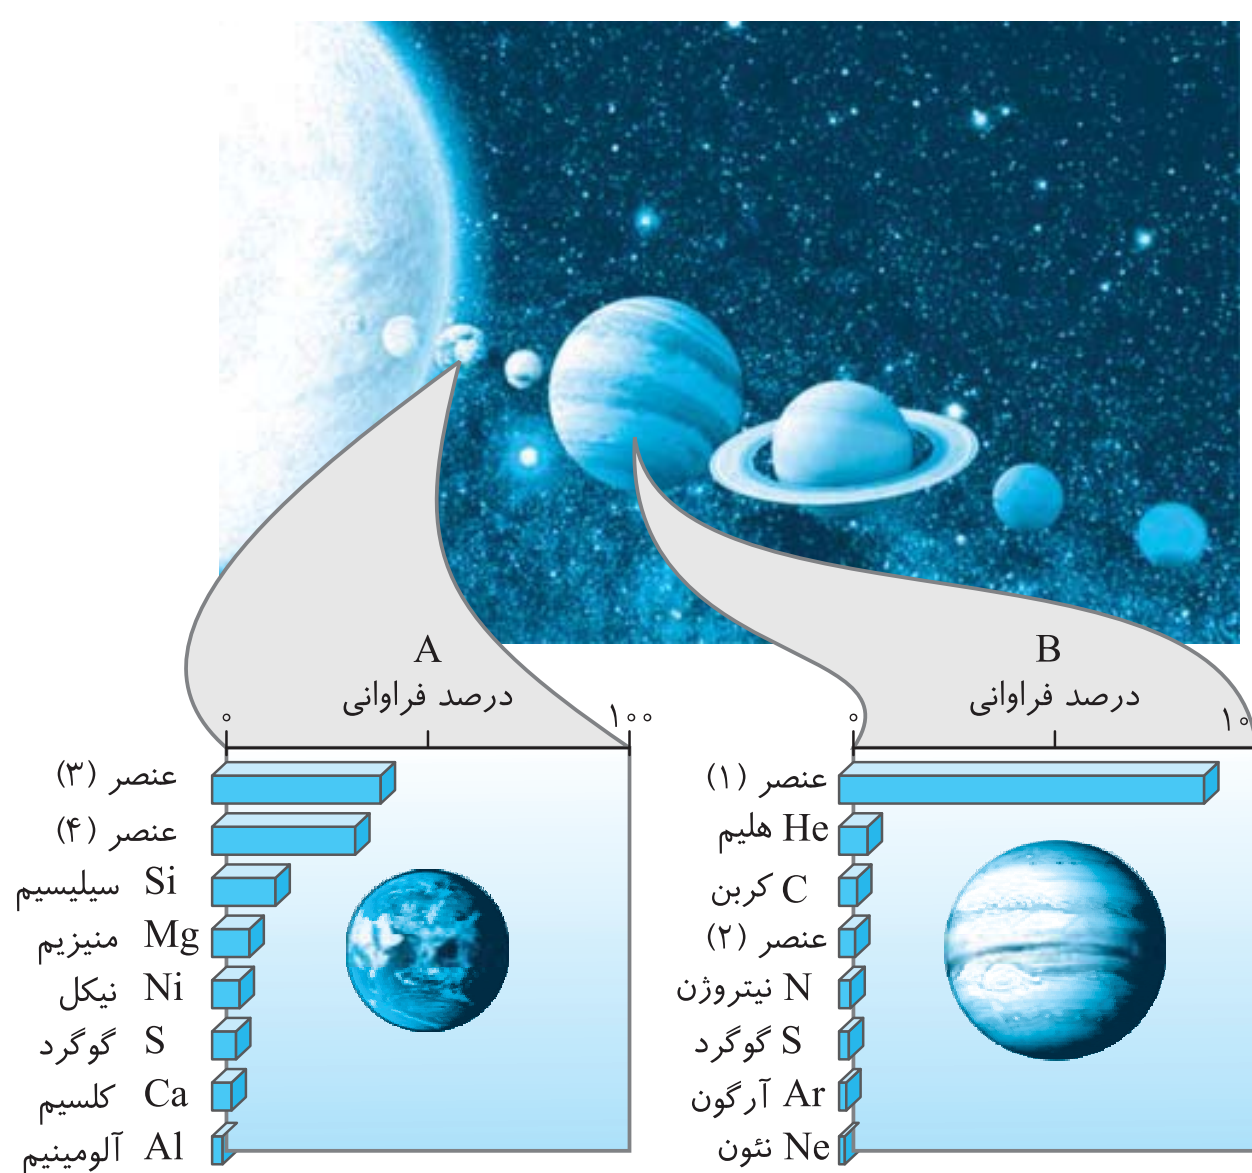 A
درصد فراوانی
۰ ۱۰۰
عنصر (۳)
عنصر (۴)
Si سیلیسیم
Mg منیزیم
Ni نیکل
S گوگرد
Ca کلسیم
Al آلومینیم
B
درصد فراوانی
۰ ۱۰
عنصر (۱)
He هلیم
C کربن
عنصر (۲)
N نیتروژن
S گوگرد
Ar آرگون
Ne نئون